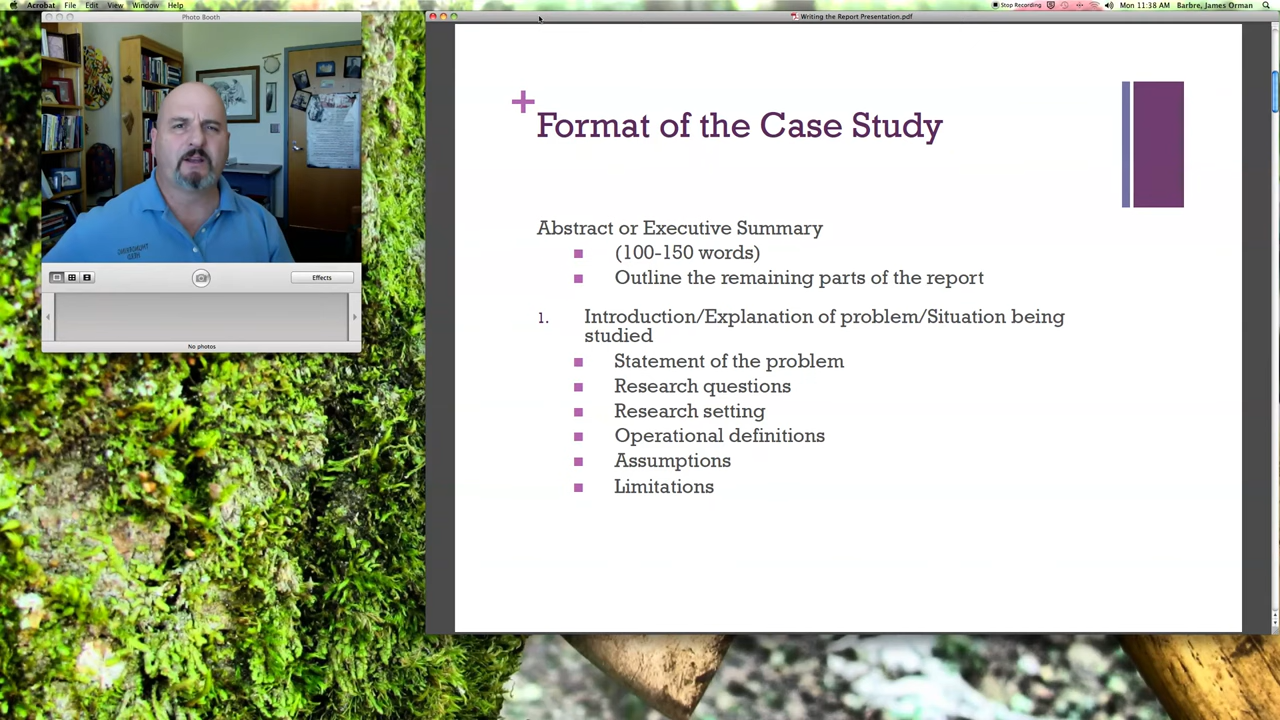 Acrobat File Edit View Window Help
Stop Recording Mon 11:38 AM Barbre, James Orman
Photo Booth
Writing the Report Presentation.pdf
+
Format of the Case Study
Abstract or Executive Summary
(100-150 words)
Outline the remaining parts of the report
1. Introduction/Explanation of problem/Situation being
studied
Statement of the problem
Research questions
Research setting
Operational definitions
Assumptions
Limitations
Effects
No photos